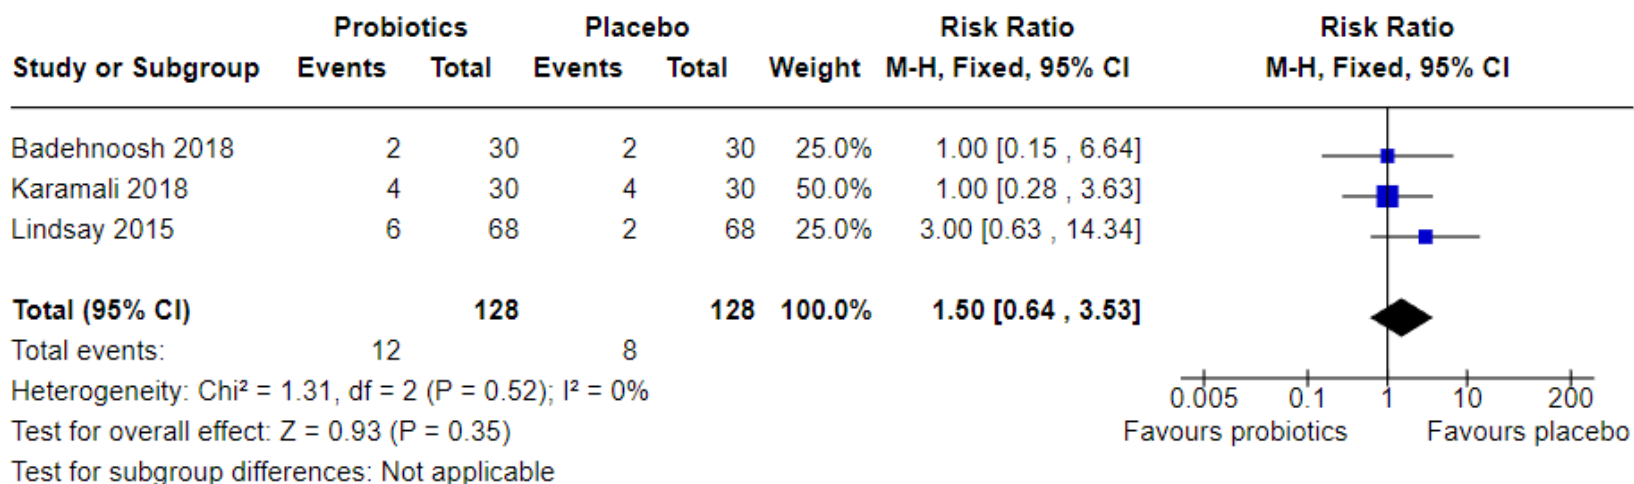 Probiotics Placebo Risk Ratio Risk Ratio
Study or Subgroup Events Total Events Total Weight M-H, Fixed, 95% CI M-H, Fixed, 95% CI
Badehnoosh 2018 2 30 2 30 25.0% 1.00 [0.15 , 6.64]
Karamali 2018 4 30 4 30 50.0% 1.00 [0.28 , 3.63]
Lindsay 2015 6 68 2 68 25.0% 3.00 [0.63 , 14.34]
Total (95% CI) 128 128 100.0% 1.50 [0.64 , 3.53]
Total events: 12 8
Heterogeneity: Chi² = 1.31, df = 2 (P = 0.52); I² = 0%
0.005 0.1 1 10 200
Test for overall effect: Z = 0.93 (P = 0.35)
Favours probiotics Favours placebo
Test for subgroup differences: Not applicable